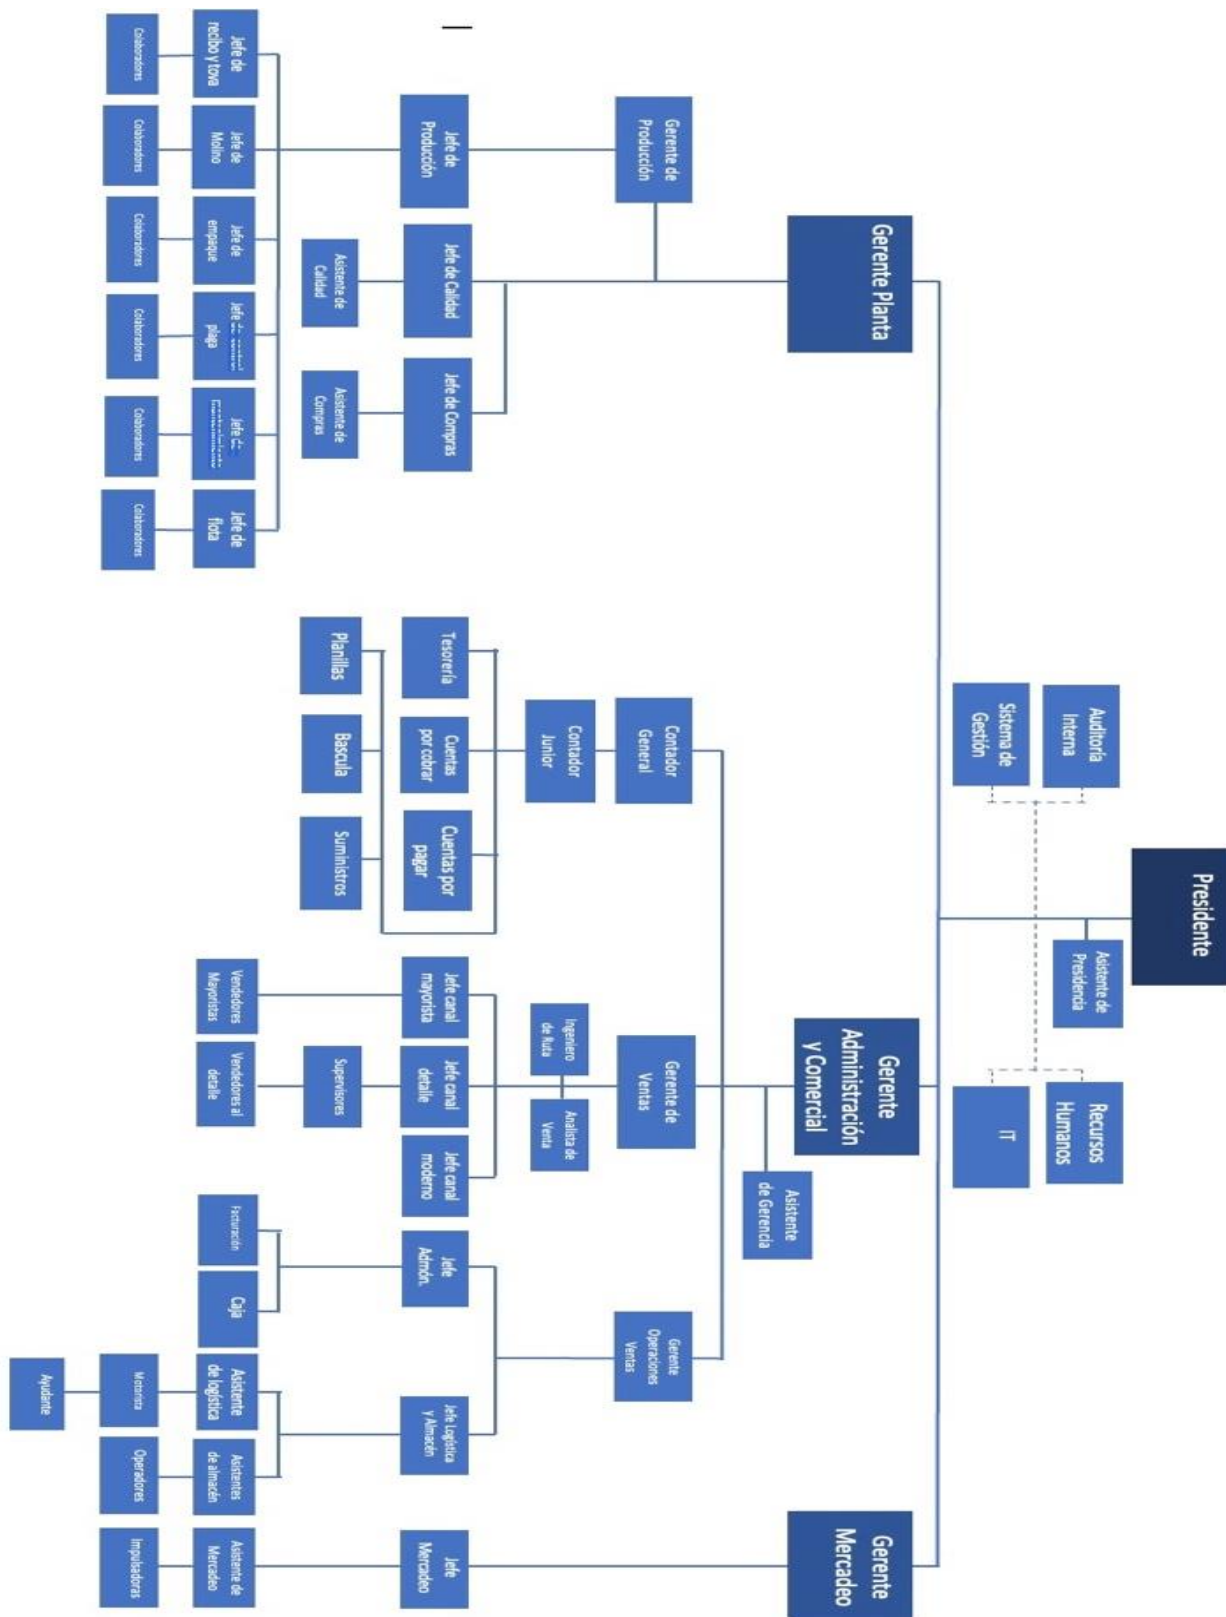 Presidente
Asistente de
Presidencia
Auditoría
Interna
Sistema de
Gestión
Recursos
Humanos
IT
Gerente Planta
Gerente
Administración
y Comercial
Gerente
Mercadeo
Asistente
de Gerencia
Gerente de
Producción
Contador
General
Gerente de
Ventas
Gerente
Operaciones
Ventas
Contador
Junior
Ingeniero
de Ruta
Analista de
Venta
Jefe de
Producción
Jefe de Calidad
Jefe de Compras
Tesorería
Cuentas
por cobrar
Cuentas por
pagar
Jefe canal
mayorista
Jefe canal
detalle
Jefe canal
moderno
Jefe
Admón.
Jefe Logística
y Almacén
Jefe
Mercadeo
Asistente de
Calidad
Asistente de
Compras
Planillas
Bascula
Suministros
Supervisores
Jefe de
recibo y tova
Jefe de
Molino
Jefe de
empaque
Jefe de control
plaga
Jefe de
Jefe de
flota
Vendedores
Mayoristas
Vendedores al
detalle
Facturación
Caja
Asistente
de logística
Asistentes
de almacén
Asistente de
Mercadeo
Colaboradores
Colaboradores
Colaboradores
Colaboradores
Colaboradores
Colaboradores
Motorista
Operadores
Impulsadoras
Ayudante